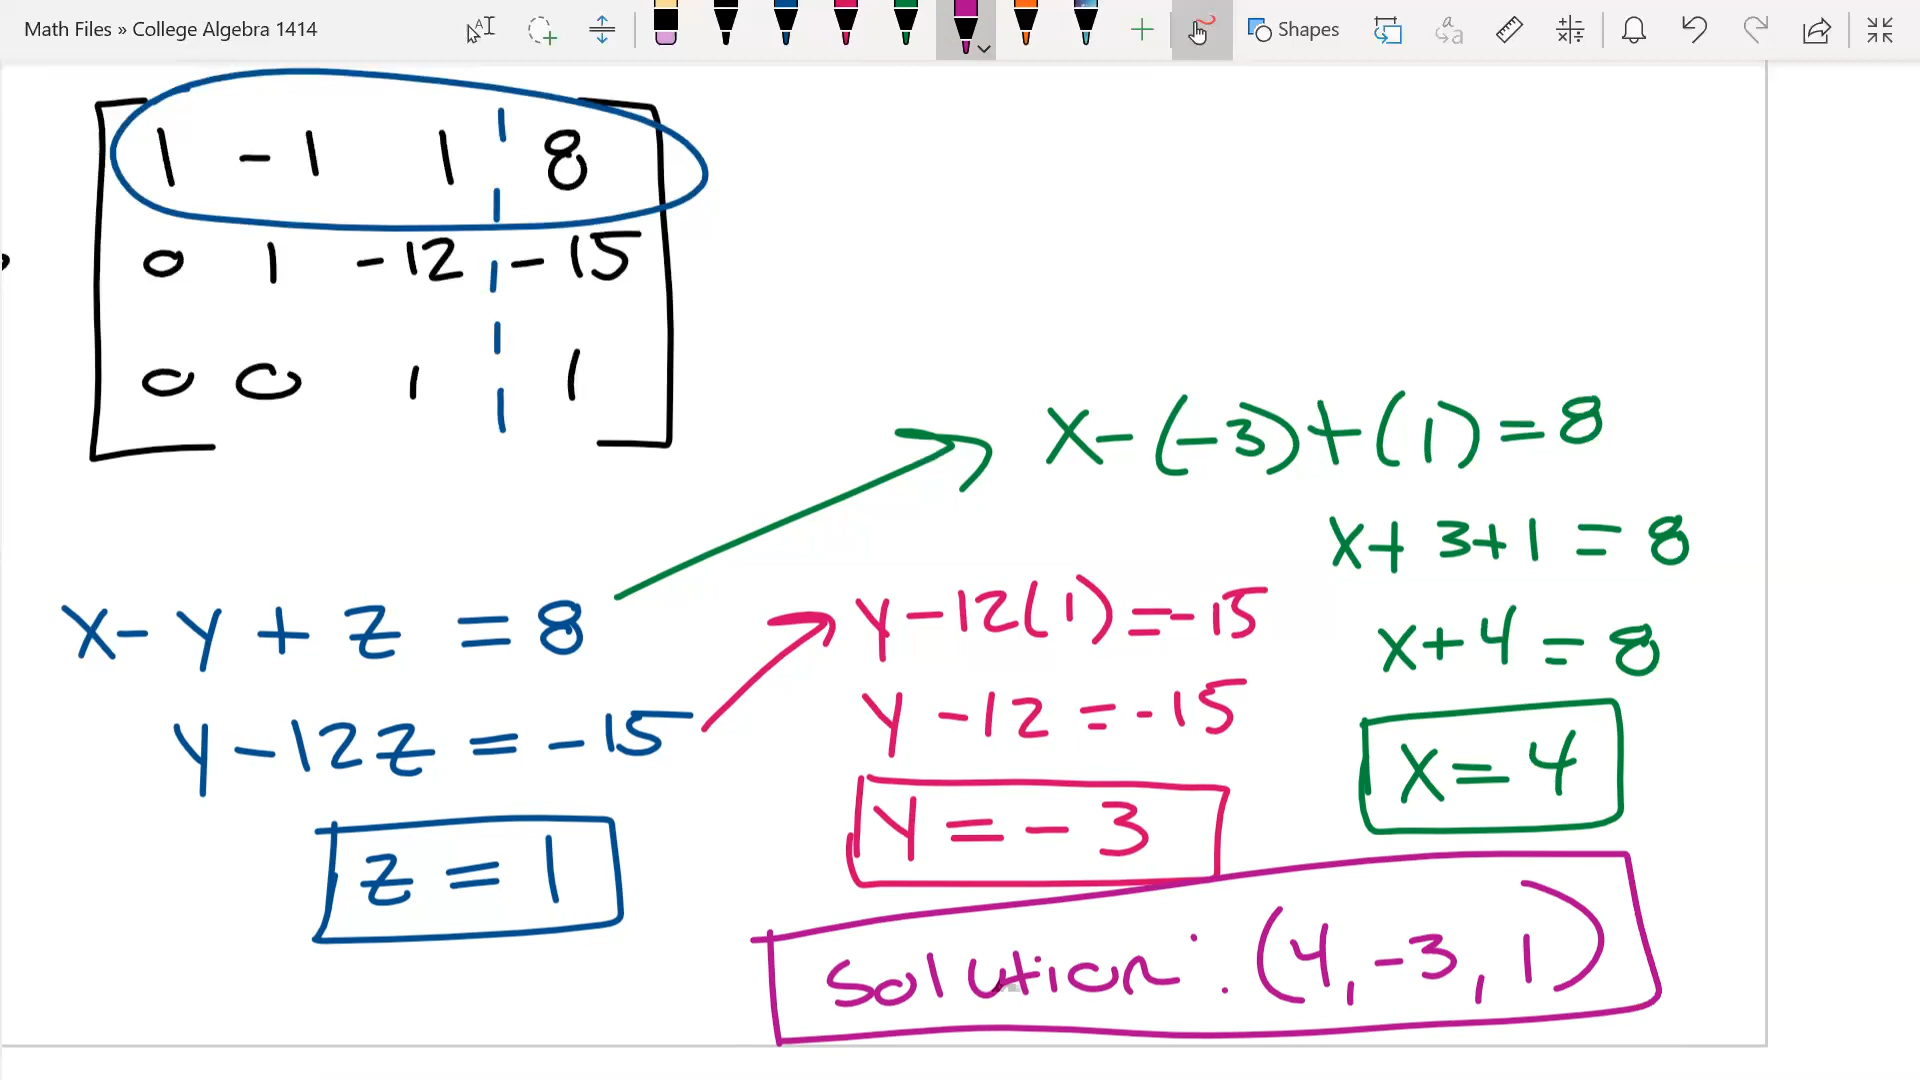 Math Files » College Algebra 1414
Shapes
1 -1 1 8
0 1 -12 -15
0 0 1 1
x-(-3)+(1)=8
x+3+1=8
x+4=8
x=4
x-y+z=8
y-12z=-15
z=1
y-12(1)=-15
y-12=-15
y=-3
Solution: (4,-3,1)